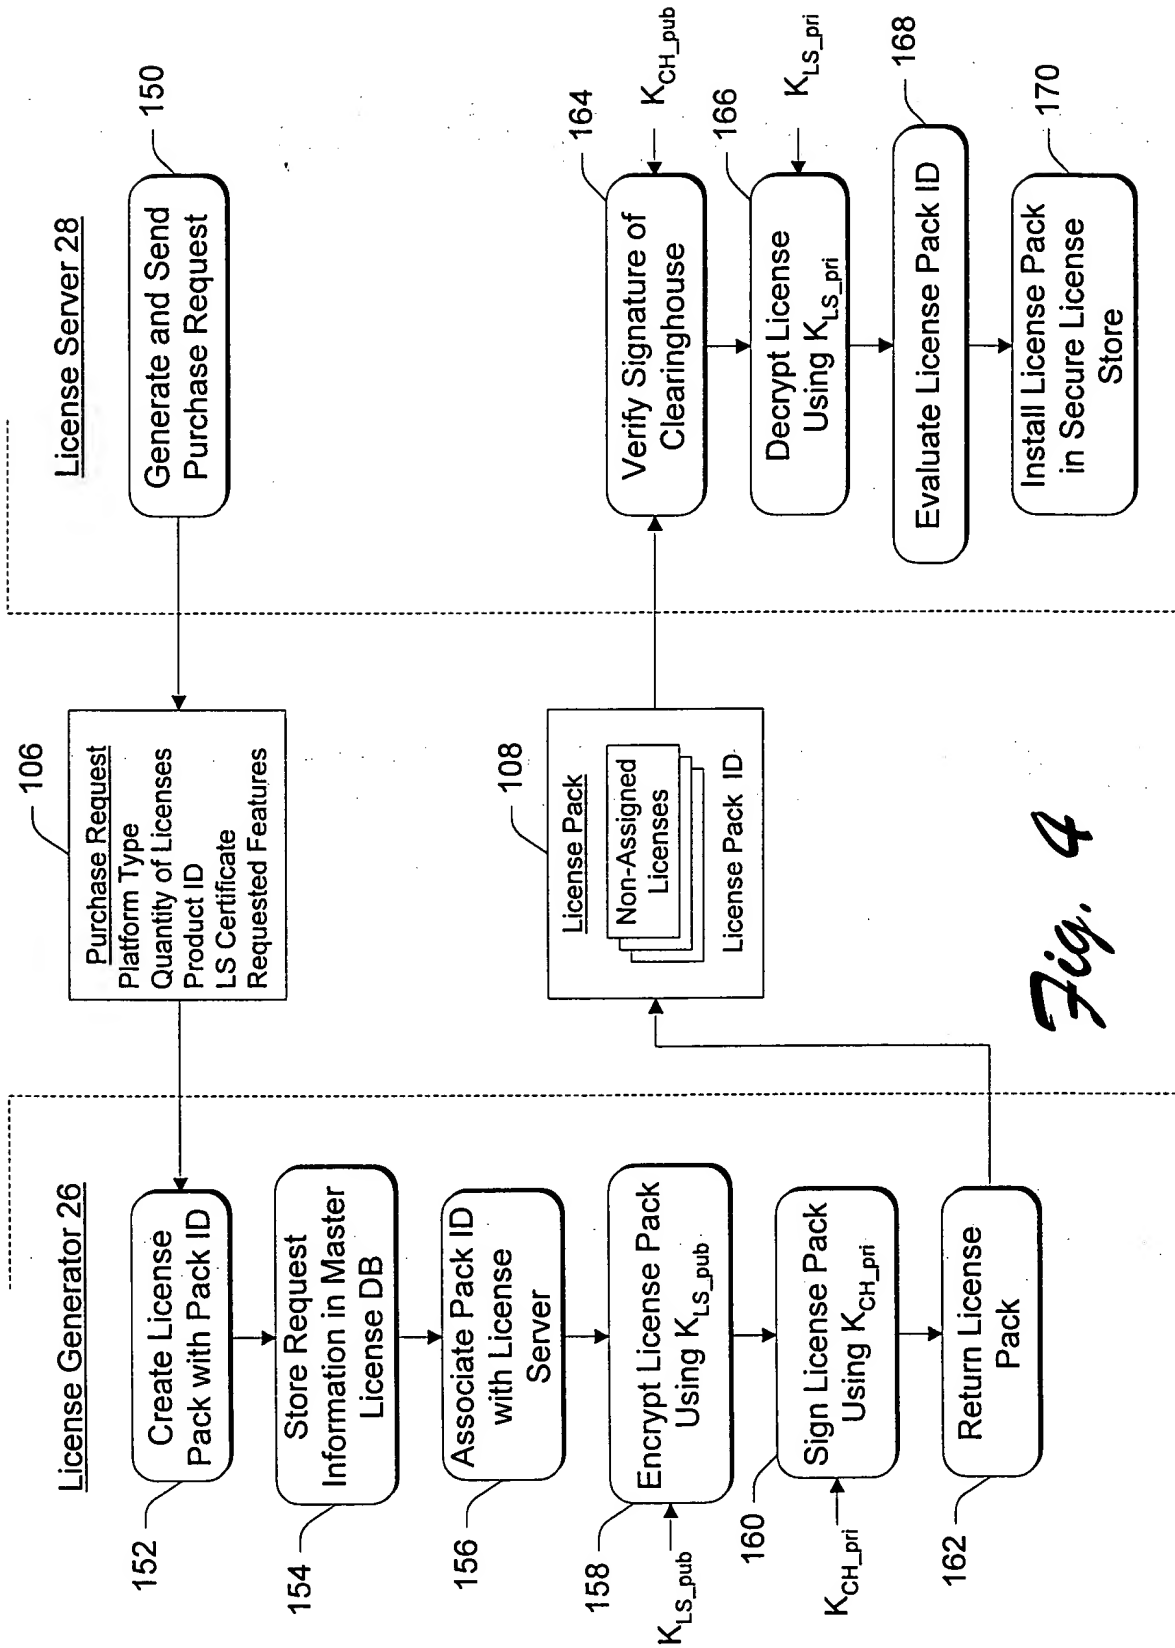 License Generator 26
License Server 28
150
Generate and Send
Purchase Request
106
Purchase Request
Platform Type
Quantity of Licenses
Product ID
LS Certificate
Requested Features
152
Create License
Pack with Pack ID
154
Store Request
Information in Master
License DB
156
Associate Pack ID
with License
Server
158
Encrypt License Pack
Using K_LS_pub
K_LS_pub
160
Sign License Pack
Using K_CH_pri
K_CH_pri
162
Return License
Pack
108
License Pack
Non-Assigned
Licenses
License Pack ID
164
Verify Signature of
Clearinghouse
K_CH_pub
166
Decrypt License
Using K_LS_pri
K_LS_pri
168
Evaluate License Pack ID
170
Install License Pack
in Secure License
Store
Fig. 4